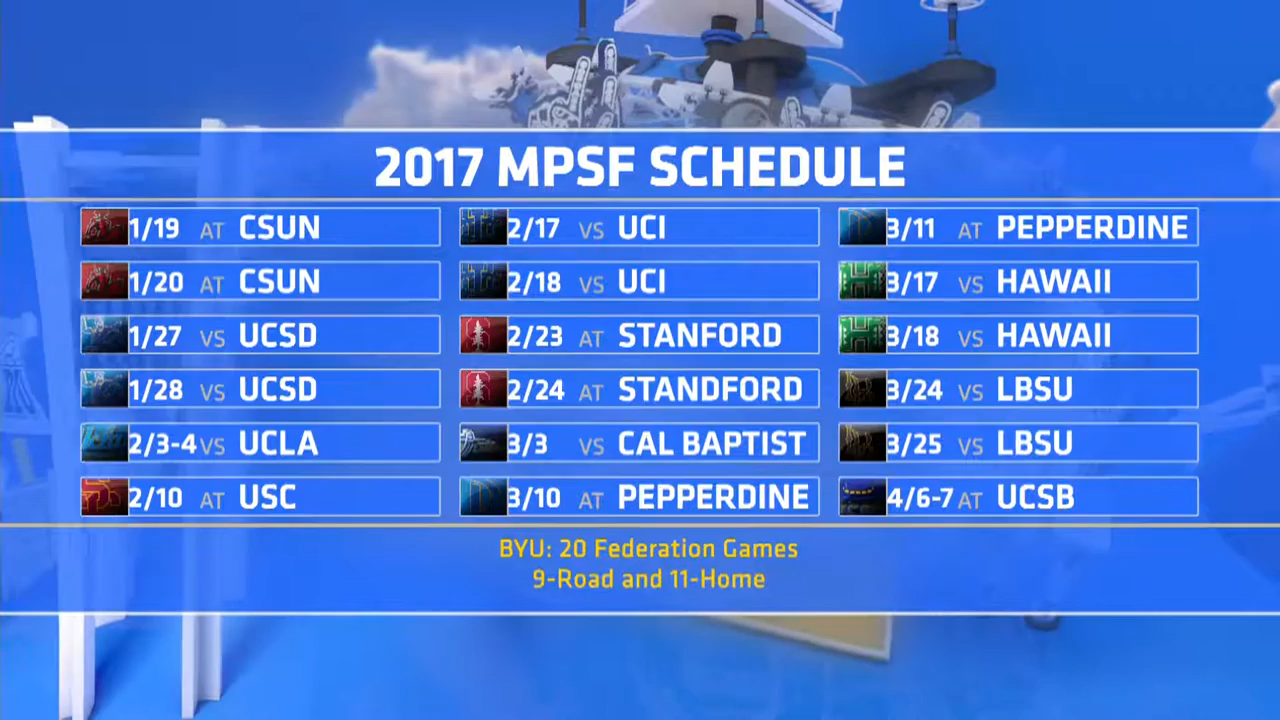 2017 MPSF SCHEDULE
1/19 AT CSUN
1/20 AT CSUN
1/27 VS UCSD
1/28 VS UCSD
2/3-4 VS UCLA
2/10 AT USC
2/17 VS UCI
2/18 VS UCI
2/23 AT STANFORD
2/24 AT STANDFORD
3/3 VS CAL BAPTIST
3/10 AT PEPPERDINE
3/11 AT PEPPERDINE
3/17 VS HAWAII
3/18 VS HAWAII
3/24 VS LBSU
3/25 VS LBSU
4/6-7 AT UCSB
BYU: 20 Federation Games
9-Road and 11-Home